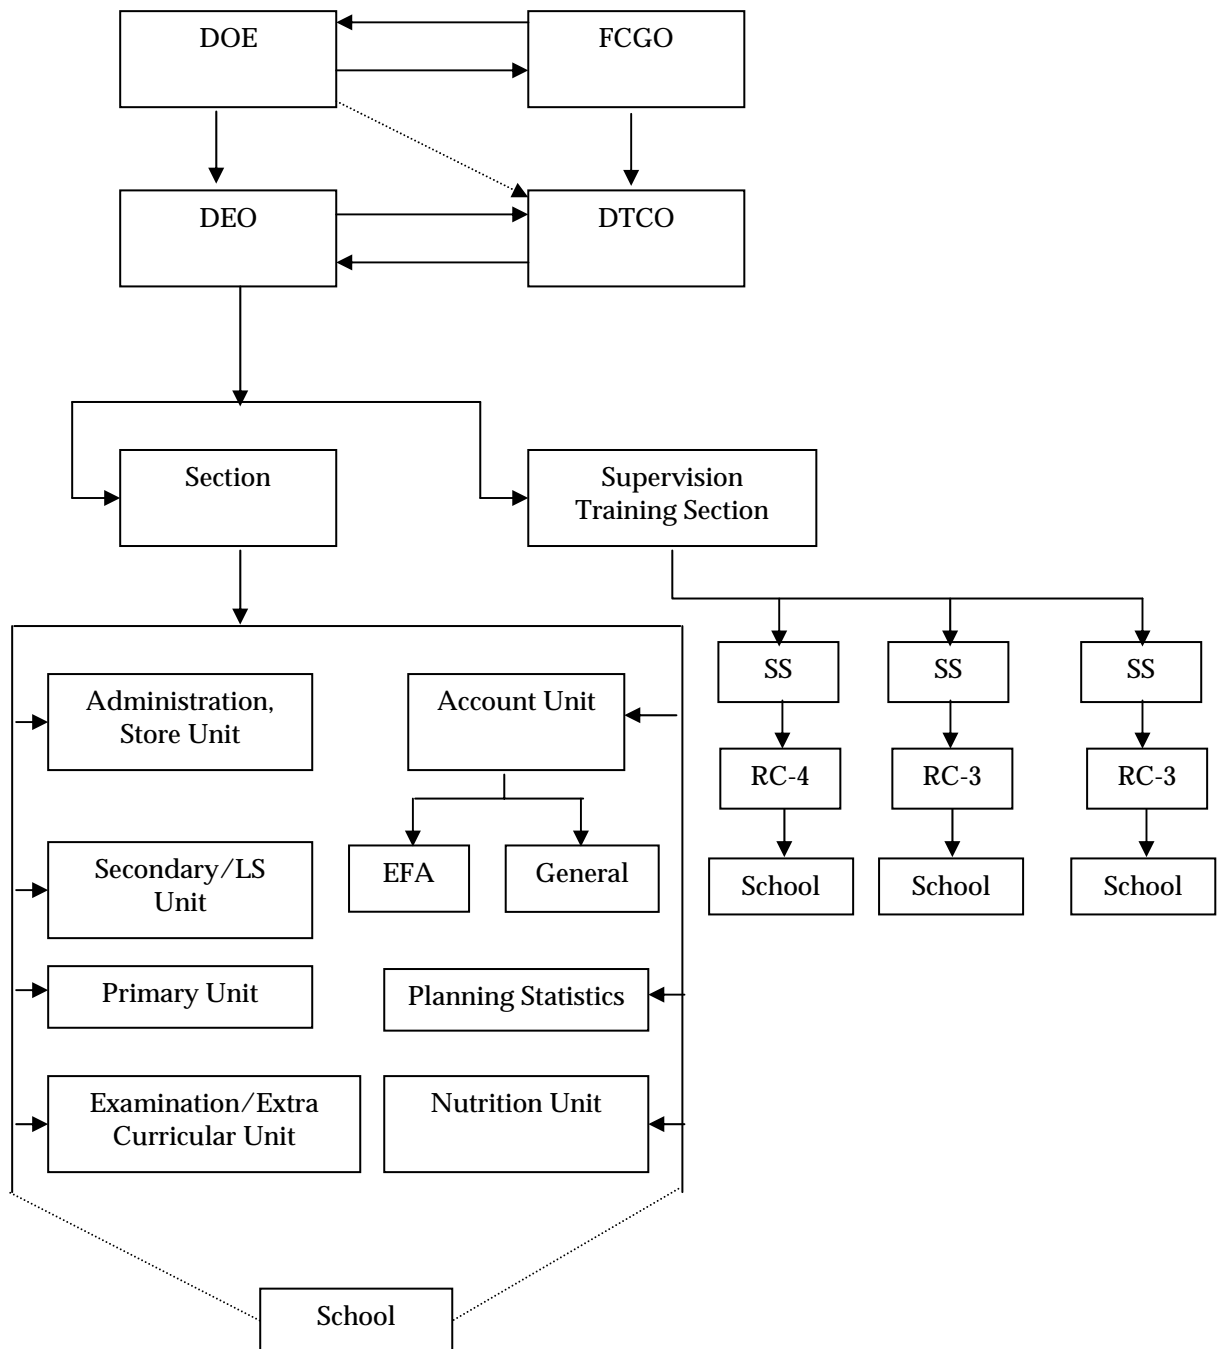 DOE
FCGO
DEO
DTCO
Section
Supervision
Training Section
SS
SS
SS
Administration,
Store Unit
Account Unit
RC-4
RC-3
RC-3
EFA
General
Secondary/LS
Unit
School
School
School
Primary Unit
Planning Statistics
Examination/Extra
Curricular Unit
Nutrition Unit
School